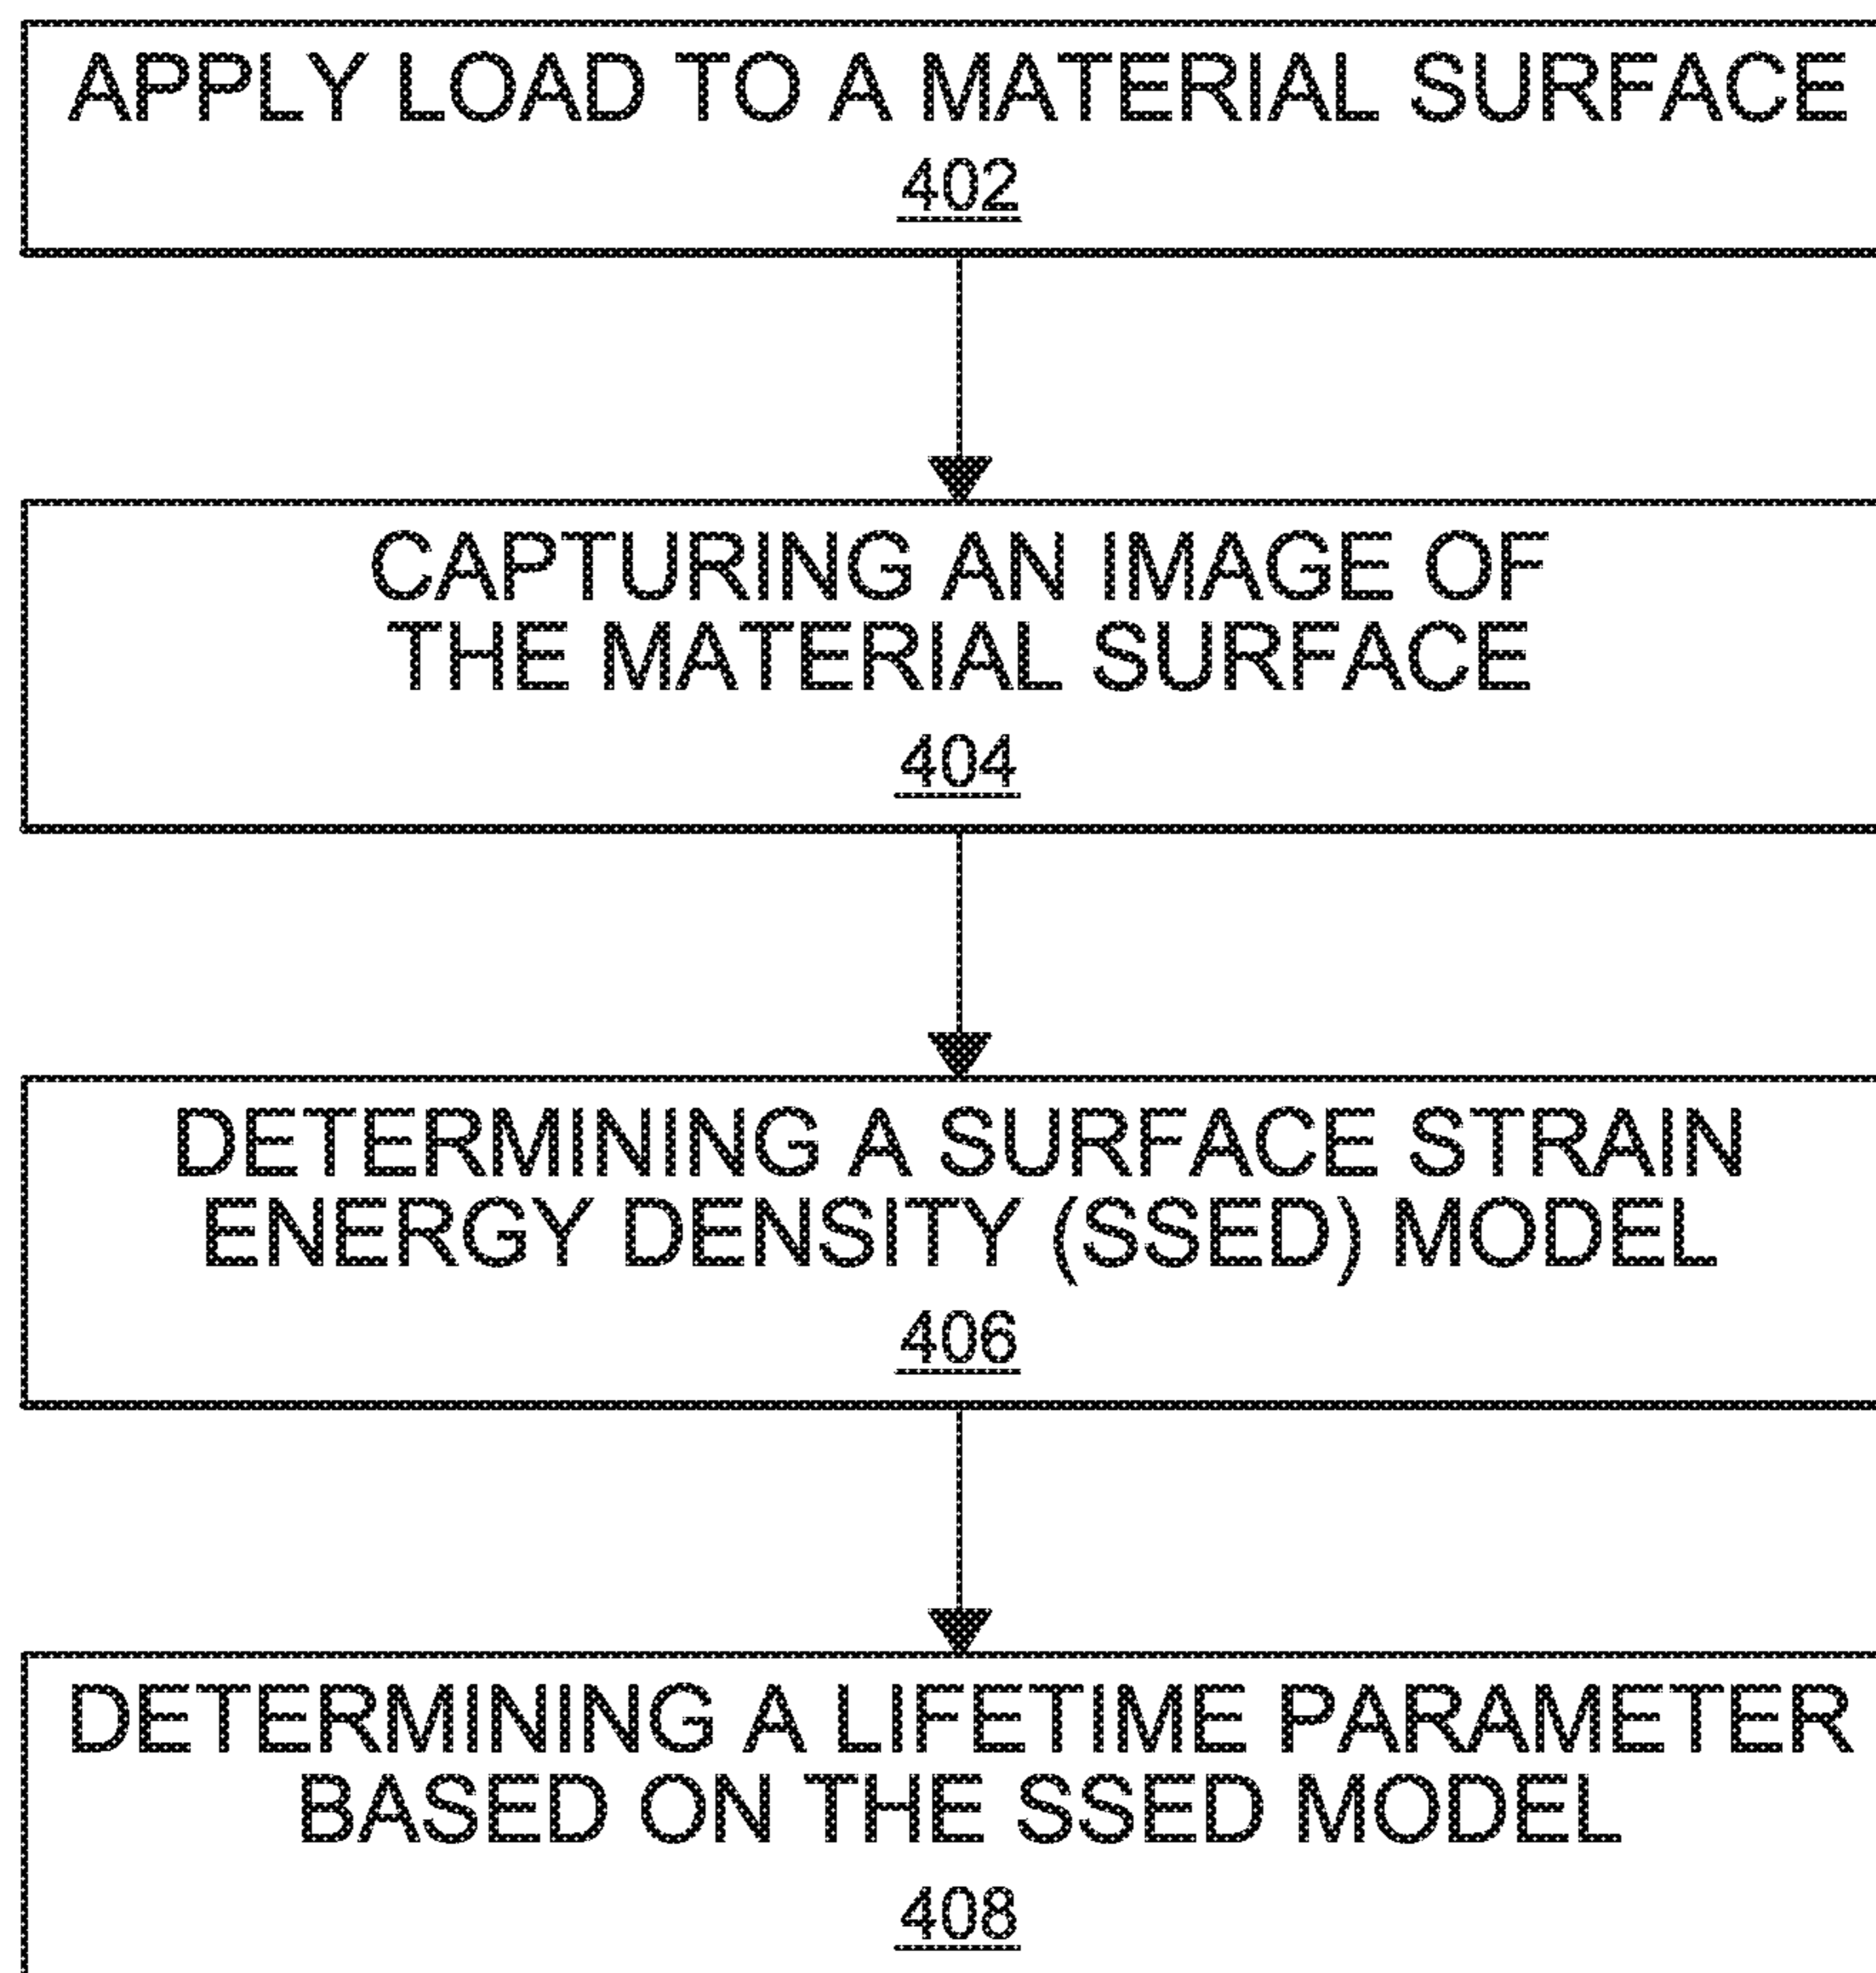 APPLY LOAD TO A MATERIAL SURFACE
402
CAPTURING AN IMAGE OF
THE MATERIAL SURFACE
404
DETERMINING A SURFACE STRAIN
ENERGY DENSITY (SSED) MODEL
406
DETERMINING A LIFETIME PARAMETER
BASED ON THE SSED MODEL
408